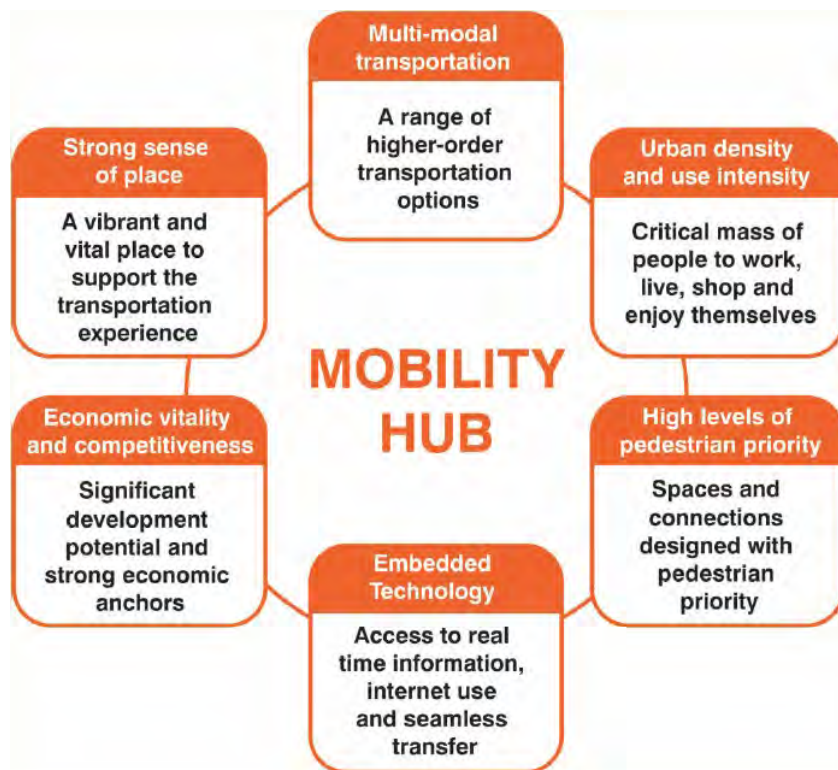 Multi-modal
transportation
A range of
higher-order
transportation
options
Urban density
and use intensity
Critical mass of
people to work,
live, shop and
enjoy themselves
High levels of
pedestrian priority
Spaces and
connections
designed with
pedestrian
priority
Embedded
Technology
Access to real
time information,
internet use
and seamless
transfer
Economic vitality
and competitiveness
Significant
development
potential and
strong economic
anchors
Strong sense
of place
A vibrant and
vital place to
support the
transportation
experience
MOBILITY
HUB